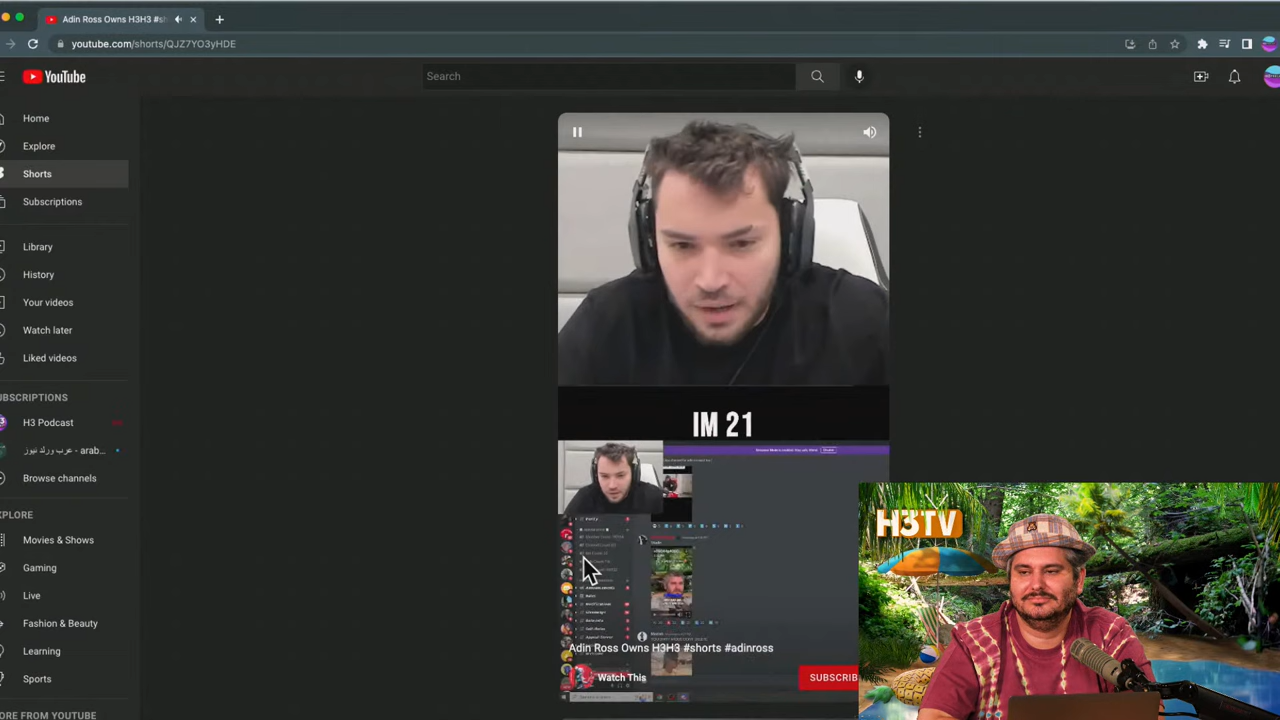 Adin Ross Owns H3H3 #sh
youtube.com/shorts/QJZ7YO3yHDE
YouTube
Search
Home
Explore
Shorts
Subscriptions
Library
History
Your videos
Watch later
Liked videos
SUBSCRIPTIONS
H3 Podcast
عرب ورلد نيوز - arab...
Browse channels
EXPLORE
Movies & Shows
Gaming
Live
Fashion & Beauty
Learning
Sports
MORE FROM YOUTUBE
IM 21
Adin Ross Owns H3H3 #shorts #adinross
Watch This
SUBSCRIB
H3TV